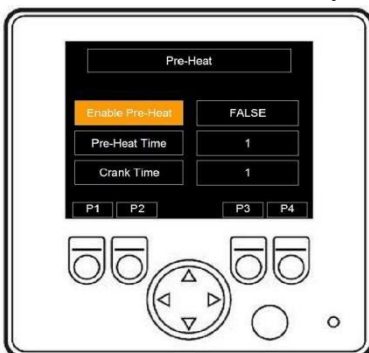 Pre-Heat
Enable Pre-Heat FALSE
Pre-Heat Time 1
Crank Time 1
P1 P2 P3 P4